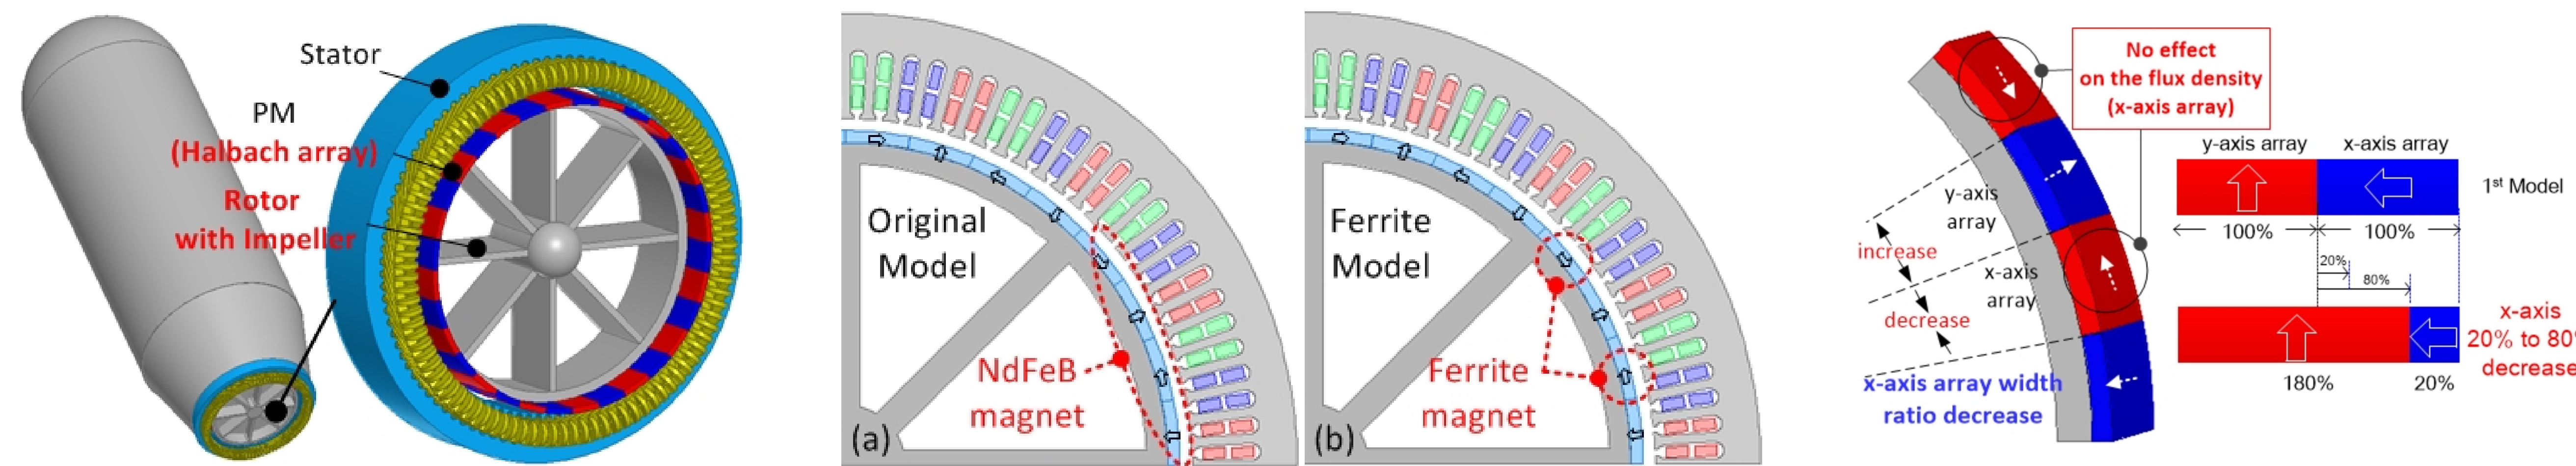 Stator
PM
(Halbach array)
Rotor
with Impeller
Original
Model
NdFeB
magnet
(a)
Ferrite
Model
Ferrite
magnet
(b)
No effect
on the flux density
(x-axis array)
y-axis
array
increase
x-axis
array
decrease
x-axis array width
ratio decrease
y-axis array x-axis array
1st Model
100% 100%
20%
80%
x-axis
20% to 80%
decrease
180% 20%